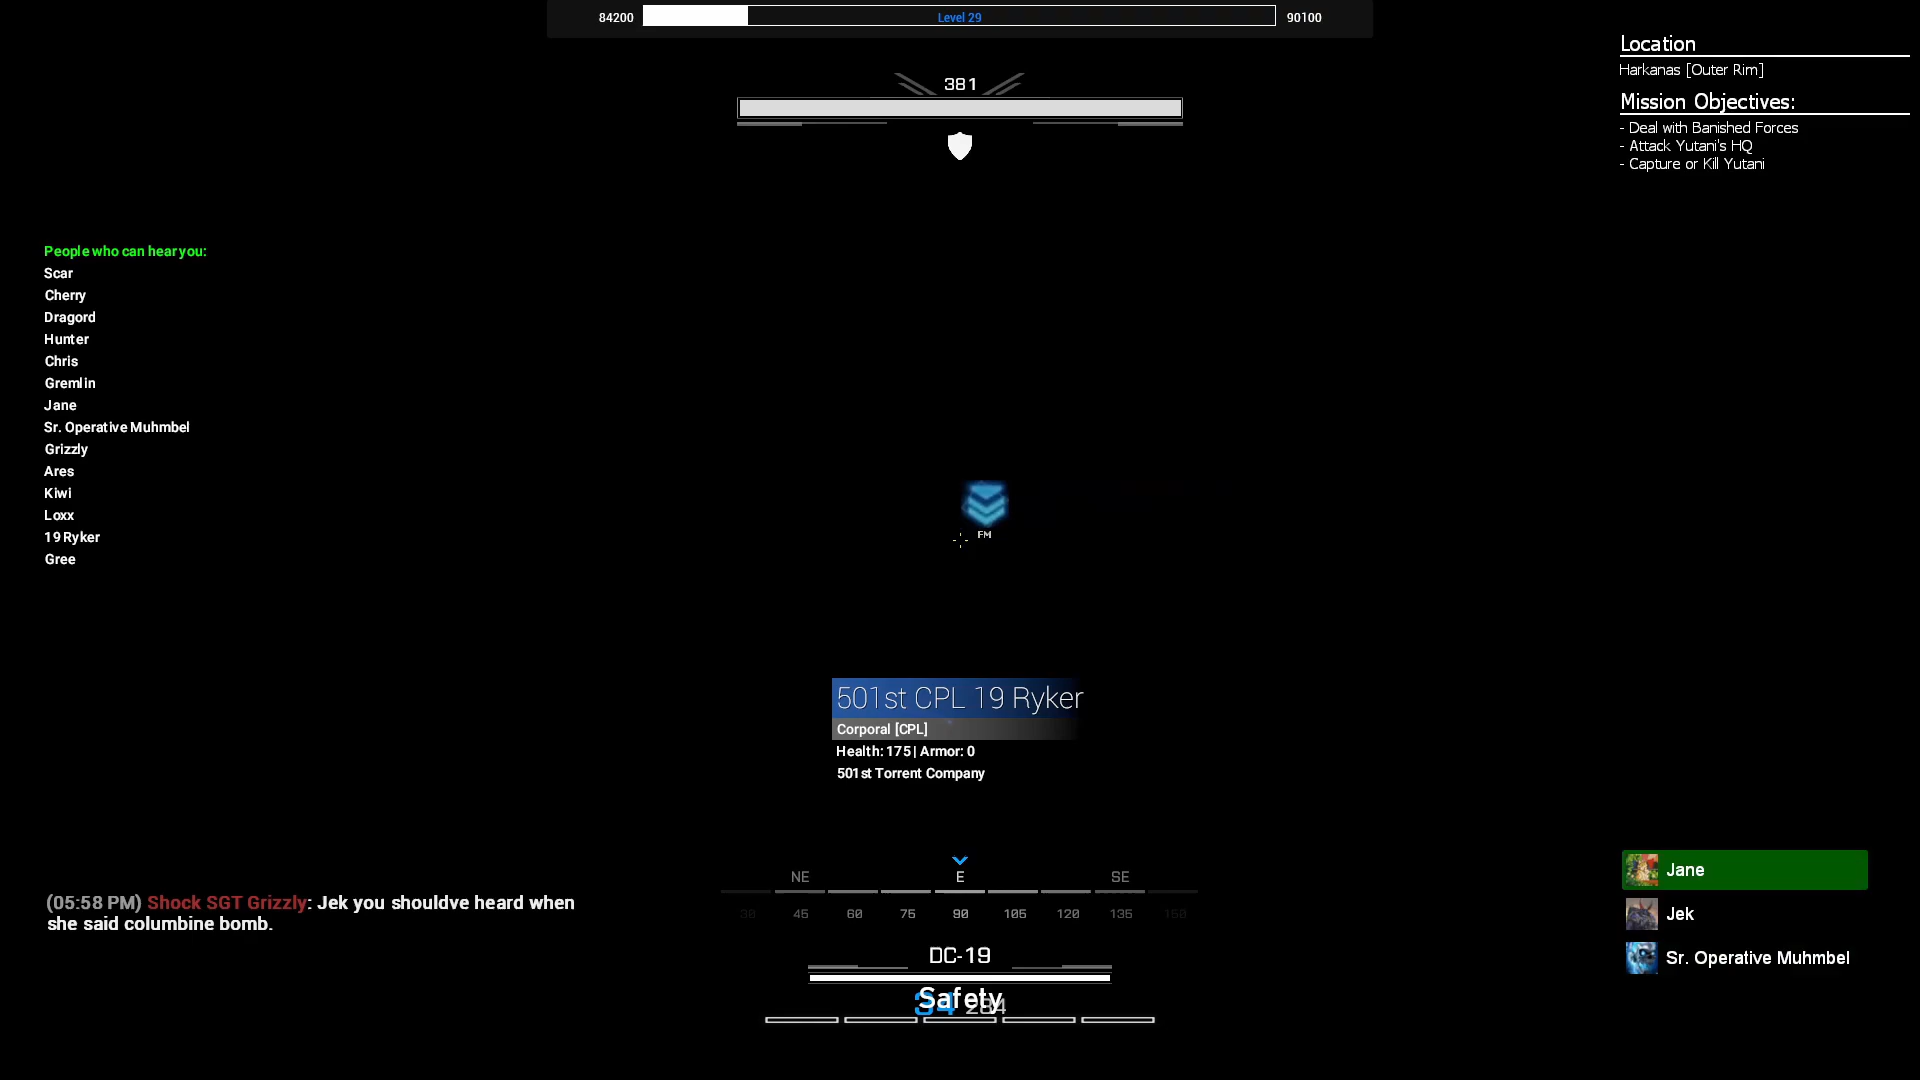 84200
Level 29
90100
381
Location
Harkanas [Outer Rim]
Mission Objectives:
- Deal with Banished Forces
- Attack Yutani's HQ
- Capture or Kill Yutani
People who can hear you:
Scar
Cherry
Dragord
Hunter
Chris
Gremlin
Jane
Sr. Operative Muhmbel
Grizzly
Ares
Kiwi
Loxx
19 Ryker
Gree
FM
501st CPL 19 Ryker
Corporal [CPL]
Health: 175 | Armor: 0
501st Torrent Company
NE E SE
30 45 60 75 90 105 120 135 150
(05:58 PM) Shock SGT Grizzly: Jek you shouldve heard when
she said columbine bomb.
DC-19
Safety
34 284
Jane
Jek
Sr. Operative Muhmbel